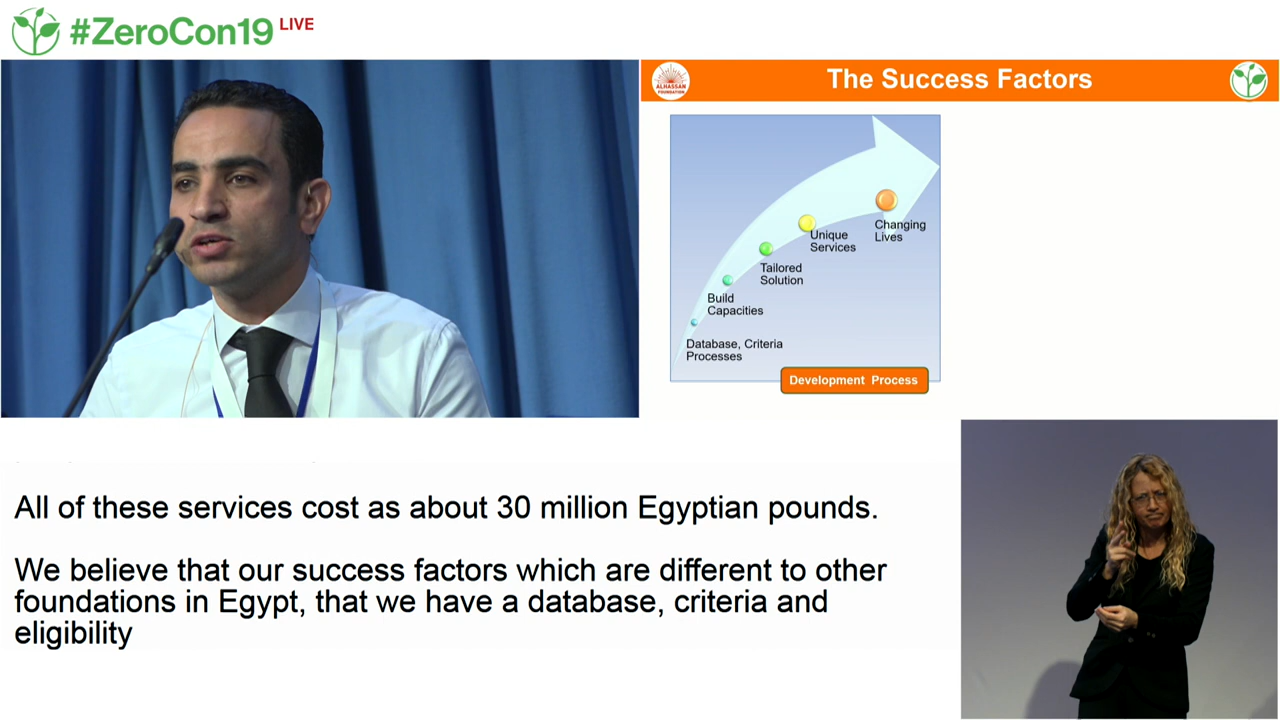 #ZeroCon19 LIVE
ALHASSAN
FOUNDATION
The Success Factors
Changing
Lives
Unique
Services
Tailored
Solution
Build
Capacities
Database, Criteria
Processes
Development Process
All of these services cost as about 30 million Egyptian pounds.
We believe that our success factors which are different to other
foundations in Egypt, that we have a database, criteria and
eligibility